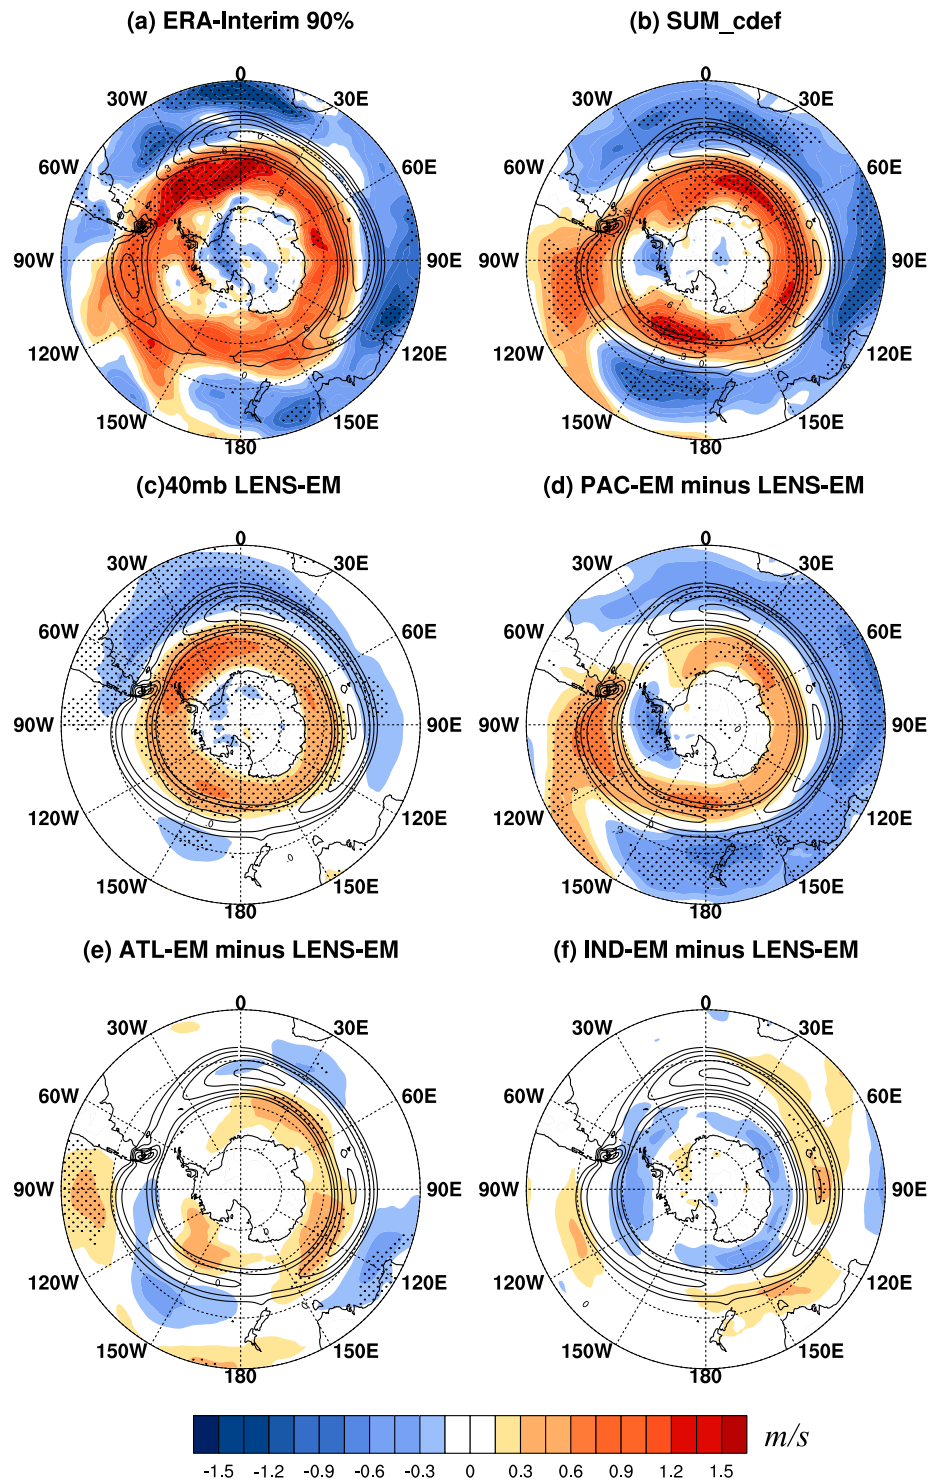 (a) ERA-Interim 90%
(b) SUM_cdef
0
30W
30E
60W
60E
90W
90E
120W
120E
150W
150E
180
0
30W
30E
60W
60E
90W
90E
120W
120E
150W
150E
180
(c)40mb LENS-EM
(d) PAC-EM minus LENS-EM
0
30W
30E
60W
60E
90W
90E
120W
120E
150W
150E
180
0
30W
30E
60W
60E
90W
90E
120W
120E
150W
150E
180
(e) ATL-EM minus LENS-EM
(f) IND-EM minus LENS-EM
0
30W
30E
60W
60E
90W
90E
120W
120E
150W
150E
180
0
30W
30E
60W
60E
90W
90E
120W
120E
150W
150E
180
m/s
-1.5 -1.2 -0.9 -0.6 -0.3 0 0.3 0.6 0.9 1.2 1.5